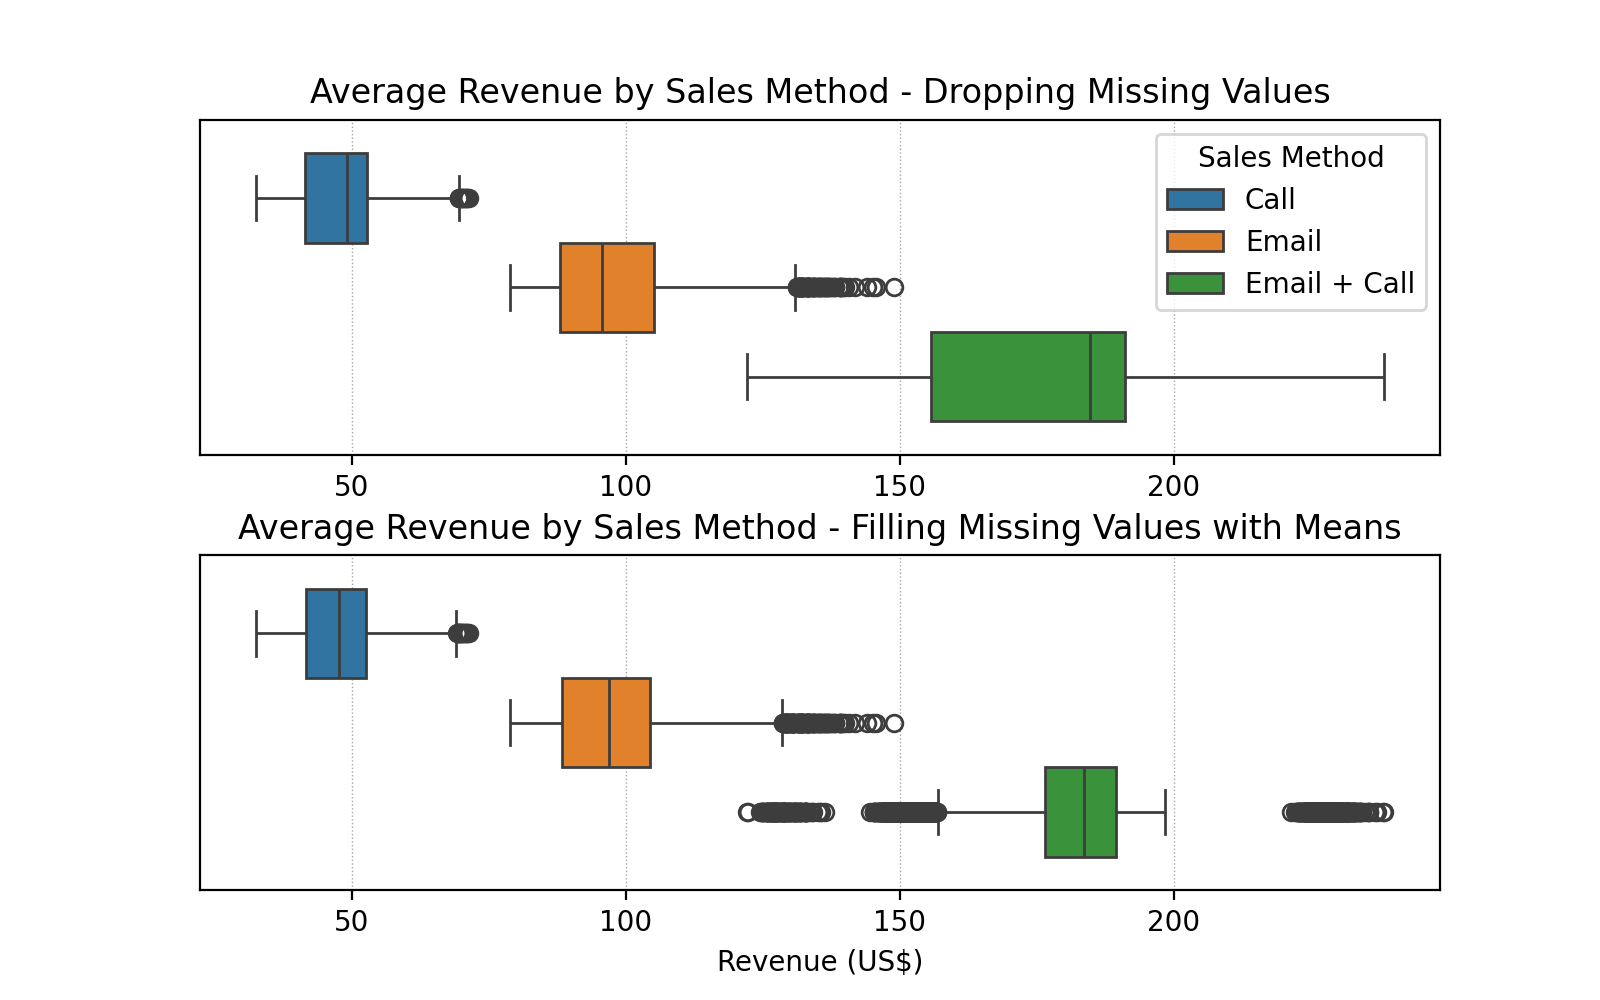 Average Revenue by Sales Method - Dropping Missing Values
Sales Method
Call
Email
Email + Call
50 100 150 200
Average Revenue by Sales Method - Filling Missing Values with Means
50 100 150 200
Revenue (US$)